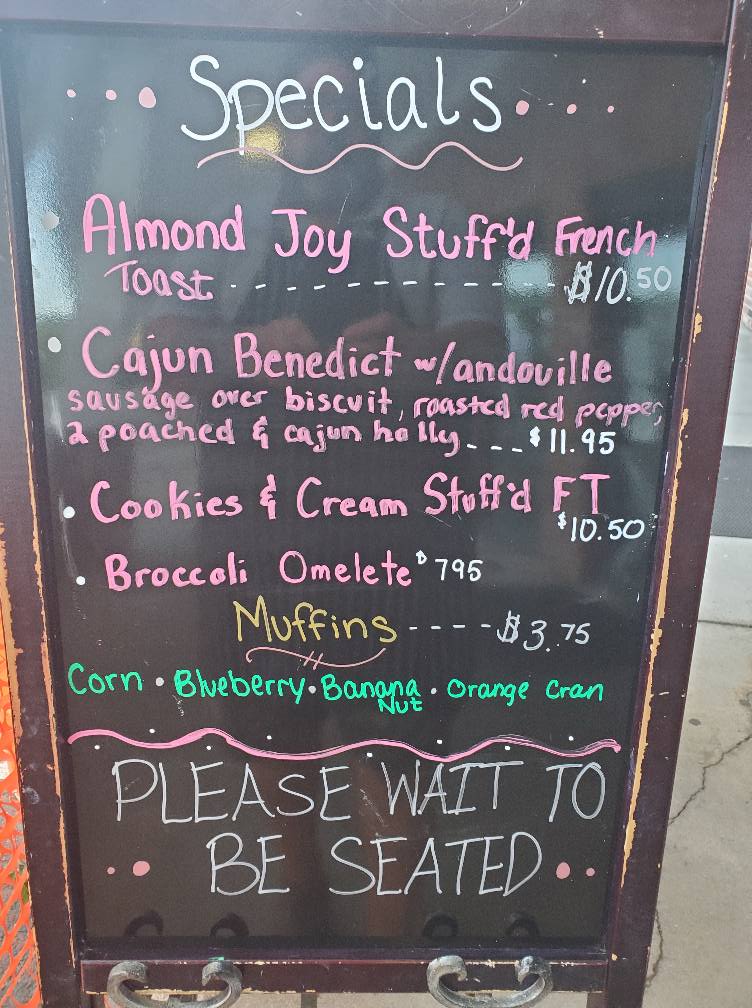 Specials
Almond Joy Stuff'd French
Toast - - - - - - - - - - - - $10.50
• Cajun Benedict w/andouille
sausage over biscuit, roasted red pepper,
2 poached & cajun holly - - - $11.95
• Cookies & Cream Stuff'd FT
$10.50
• Broccoli Omelete $795
Muffins - - - - $3.75
Corn • Blueberry • Banana Nut • Orange Cran
PLEASE WAIT TO
BE SEATED